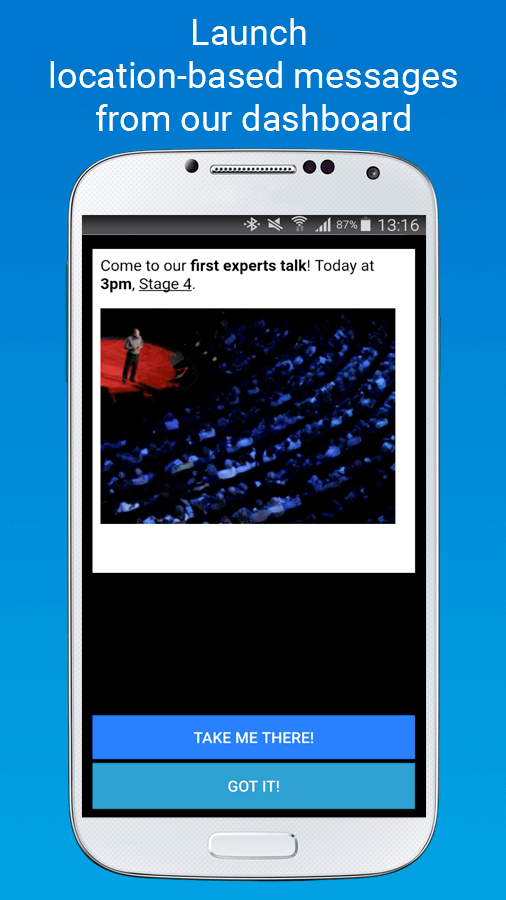 Launch
location-based messages
from our dashboard
87% 13:16
Come to our first experts talk! Today at
3pm, Stage 4.
TAKE ME THERE!
GOT IT!